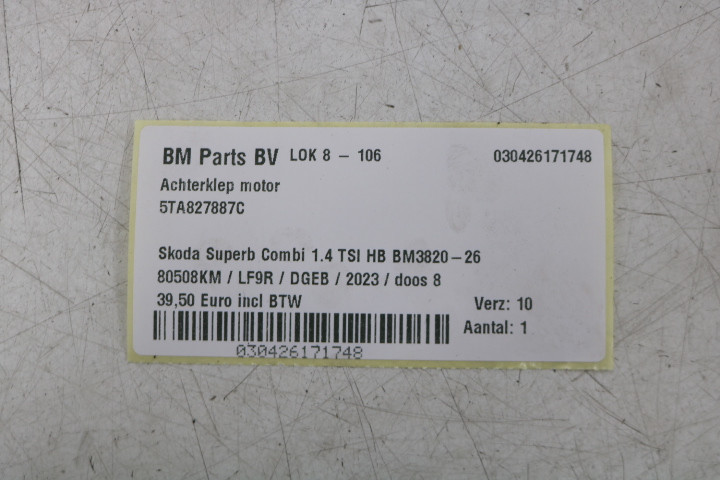 BM Parts BV LOK 8 - 106 030426171748
Achterklep motor
5TA827887C
Skoda Superb Combi 1.4 TSI HB BM3820-26
80508KM / LF9R / DGEB / 2023 / doos 8
39,50 Euro incl BTW Verz: 10
Aantal: 1
030426171748